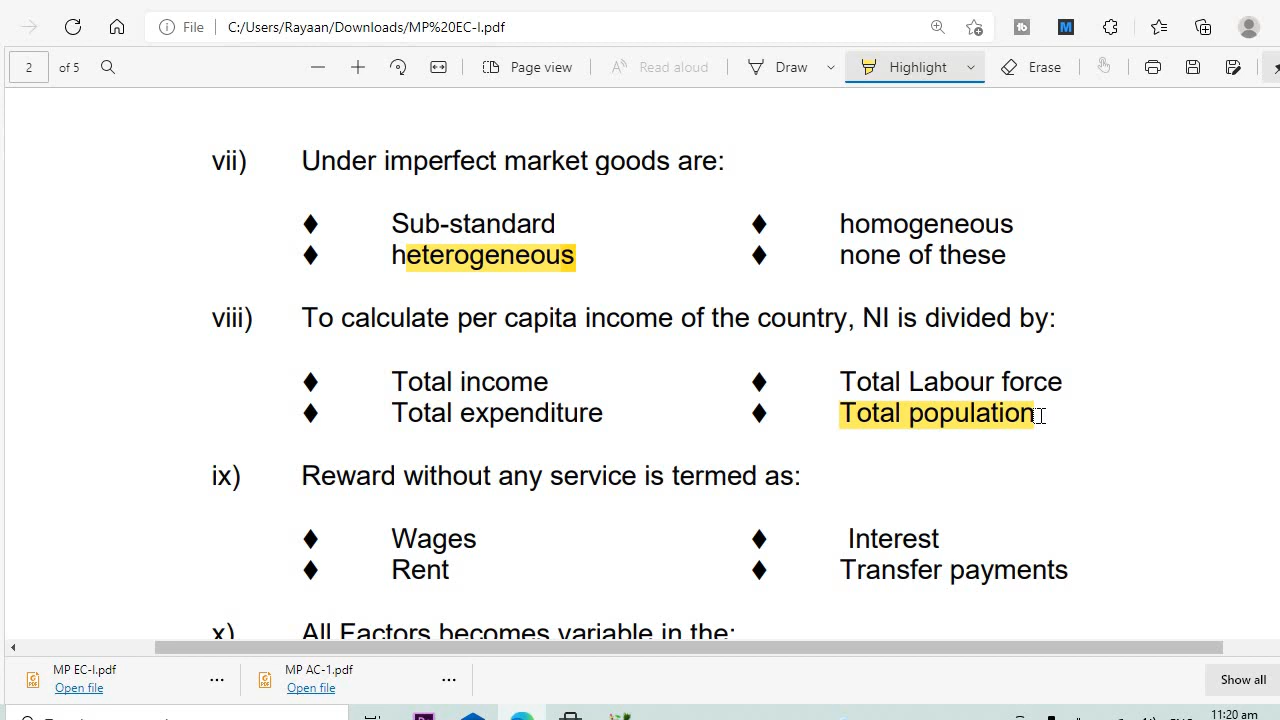 File C:/Users/Rayaan/Downloads/MP%20EC-I.pdf
2 of 5 Page view Read aloud Draw Highlight Erase
vii) Under imperfect market goods are:
♦ Sub-standard ♦ homogeneous
♦ heterogeneous ♦ none of these
viii) To calculate per capita income of the country, NI is divided by:
♦ Total income ♦ Total Labour force
♦ Total expenditure ♦ Total population
ix) Reward without any service is termed as:
♦ Wages ♦ Interest
♦ Rent ♦ Transfer payments
x) All Factors becomes variable in the:
MP EC-I.pdf ... MP AC-1.pdf ...
Open file Open file Show all
11:20 am